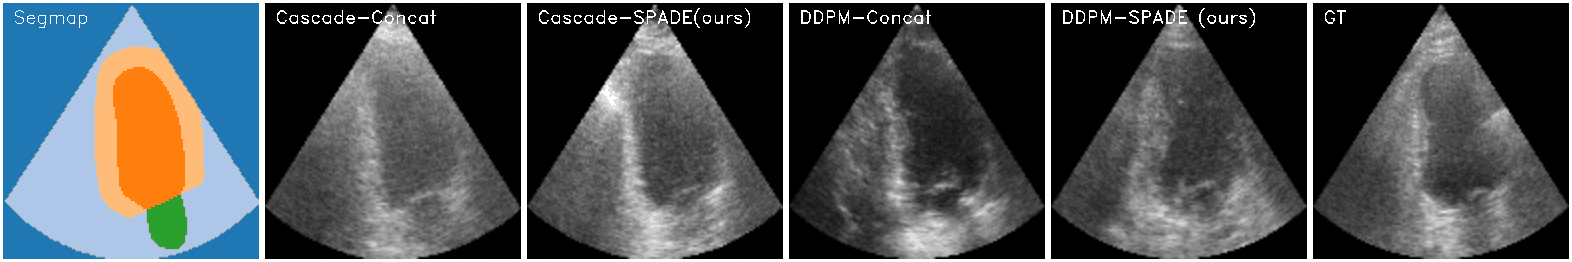 Segmap
Cascade-Concat
Cascade-SPADE(ours)
DDPM-Concat
DDPM-SPADE (ours)
GT